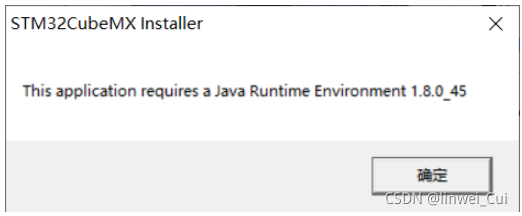 STM32CubeMX Installer
This application requires a Java Runtime Environment 1.8.0_45
确定
CSDN @linwei_Cui